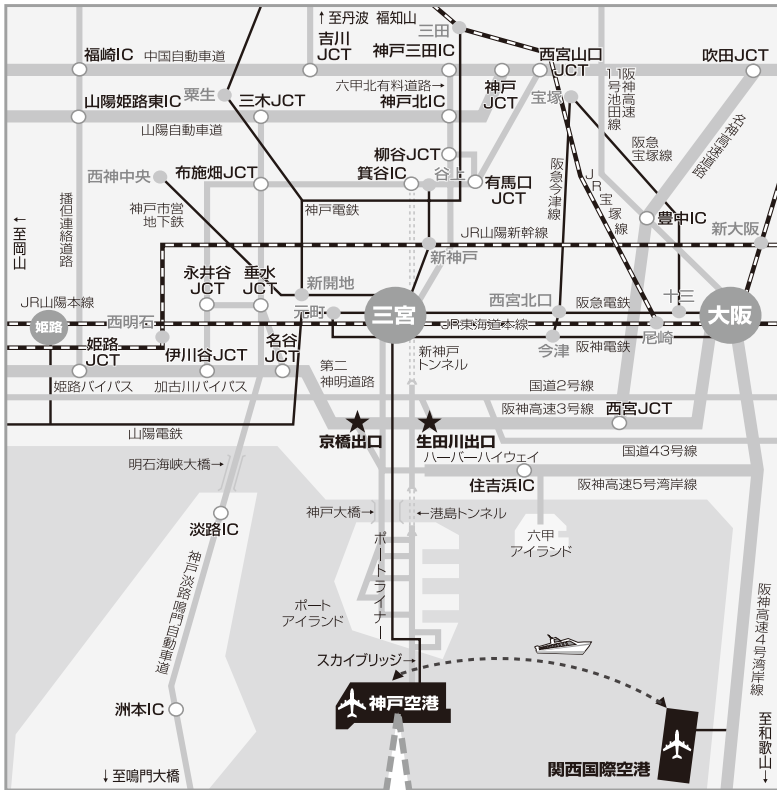 ↑至丹波 福知山
三田
吉川
JCT
神戸三田IC
福崎IC
中国自動車道
西宮山口
JCT
吹田JCT
六甲北有料道路→
神戸
JCT
粟生
山陽姫路東IC
三木JCT
神戸北IC
宝塚
阪神高速
11号池田線
名神高速道路
山陽自動車道
阪急
宝塚線
柳谷JCT
西神中央
布施畑JCT
箕谷IC
谷上
有馬口
JCT
阪急今津線
JR宝塚線
播但連絡道路
←至岡山
神戸市営
地下鉄
神戸電鉄
豊中IC
JR山陽新幹線
新大阪
新神戸
永井谷
JCT
垂水
JCT
新開地
JR山陽本線
元町
三宮
西宮北口
阪急電鉄
十三
大阪
姫路
西明石
JR東海道本線
尼崎
姫路
JCT
伊川谷JCT
名谷
JCT
今津
阪神電鉄
新神戸
トンネル
第二
神明道路
姫路バイパス
加古川バイパス
国道2号線
阪神高速3号線
西宮JCT
山陽電鉄
京橋出口
生田川出口
国道43号線
ハーバーハイウェイ
明石海峡大橋→
住吉浜IC
阪神高速5号湾岸線
神戸大橋→
←港島トンネル
淡路IC
ポートライナー
六甲
アイランド
神戸淡路鳴門自動車道
ポート
アイランド
阪神高速4号湾岸線
スカイブリッジ→
神戸空港
洲本IC
至和歌山→
関西国際空港
↓至鳴門大橋